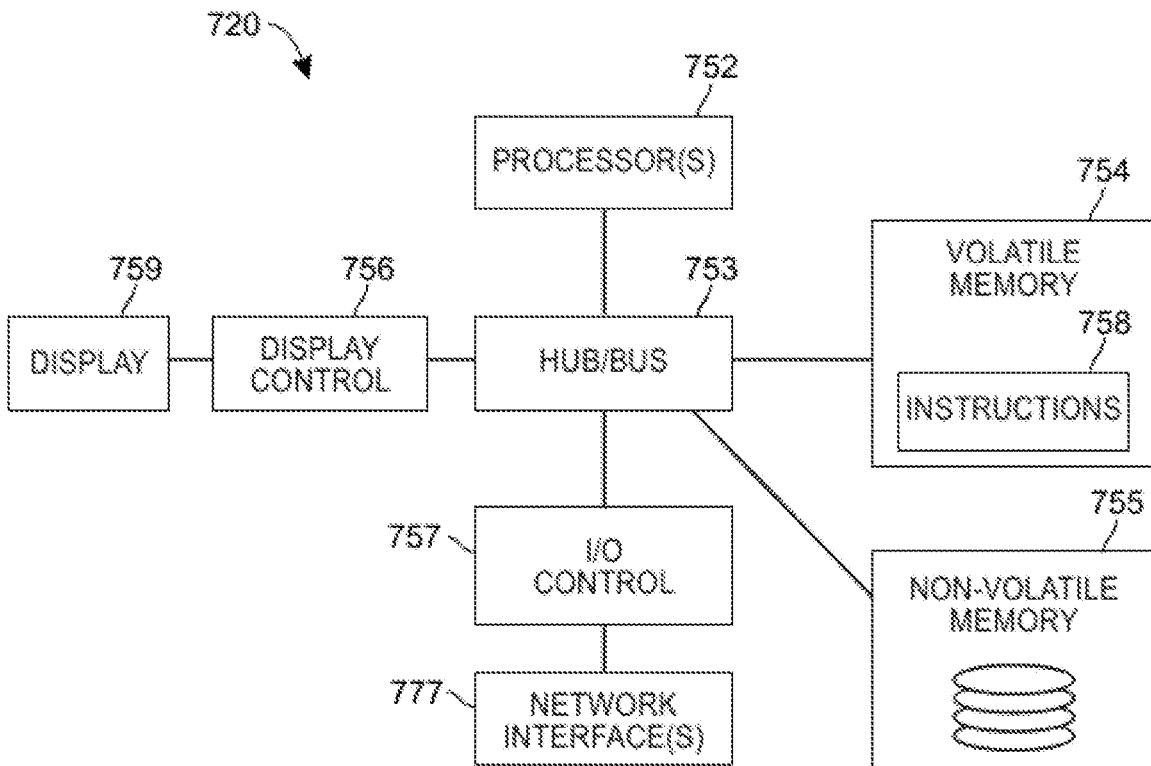 720
752
PROCESSOR(S)
754
VOLATILE
MEMORY
759
756
753
758
DISPLAY
DISPLAY
CONTROL
HUB/BUS
INSTRUCTIONS
757
I/O
CONTROL
755
NON-VOLATILE
MEMORY
777
NETWORK
INTERFACE(S)